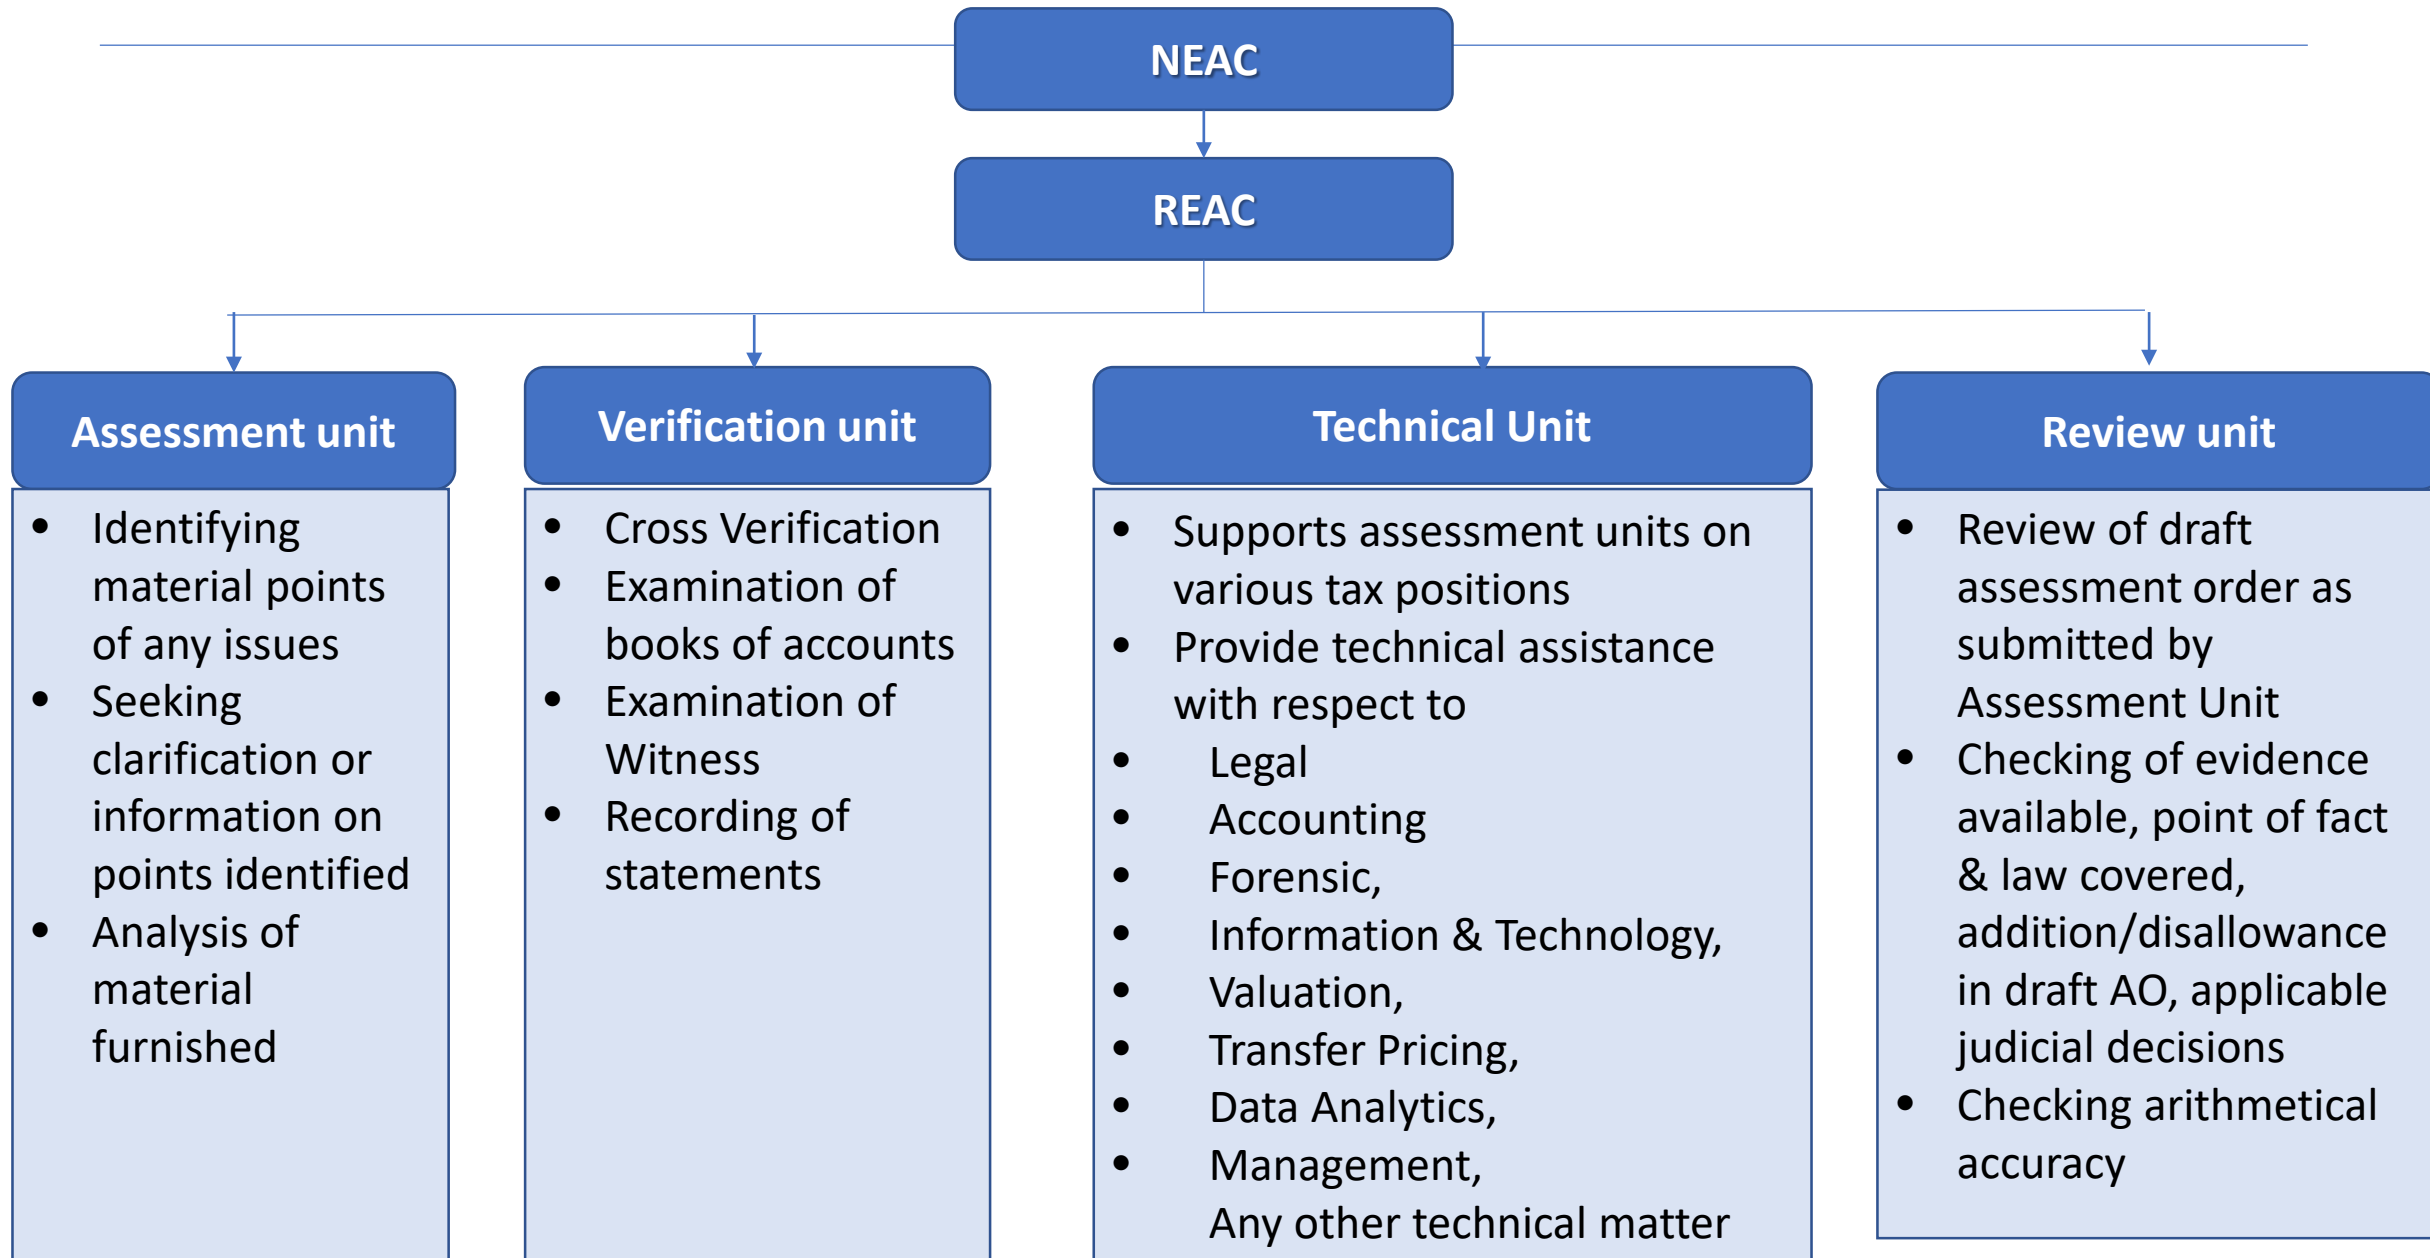 NEAC
REAC
Assessment unit
• Identifying
material points
of any issues
• Seeking
clarification or
information on
points identified
• Analysis of
material
furnished
Verification unit
• Cross Verification
• Examination of
books of accounts
• Examination of
Witness
• Recording of
statements
Technical Unit
• Supports assessment units on
various tax positions
• Provide technical assistance
with respect to
• Legal
• Accounting
• Forensic,
• Information & Technology,
• Valuation,
• Transfer Pricing,
• Data Analytics,
• Management,
Any other technical matter
Review unit
• Review of draft
assessment order as
submitted by
Assessment Unit
• Checking of evidence
available, point of fact
& law covered,
addition/disallowance
in draft AO, applicable
judicial decisions
• Checking arithmetical
accuracy